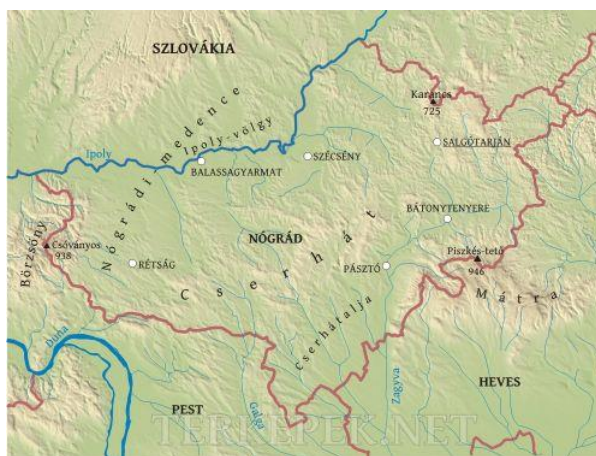 SZLOVÁKIA
Karancs
725
Nógrádi medence
Ipoly-völgy
Ipoly
SALGÓTARJÁN
SZÉCSÉNY
BALASSAGYARMAT
BÁTONYTENYERE
Börzsöny
Csóványos
938
NÓGRÁD
Cserhát
RÉTSÁG
PÁSZTÓ
Piszkés-tető
946
Mátra
Cserhátalja
Duna
Zagyva
HEVES
PEST
Galga
TERKEPEK.NET